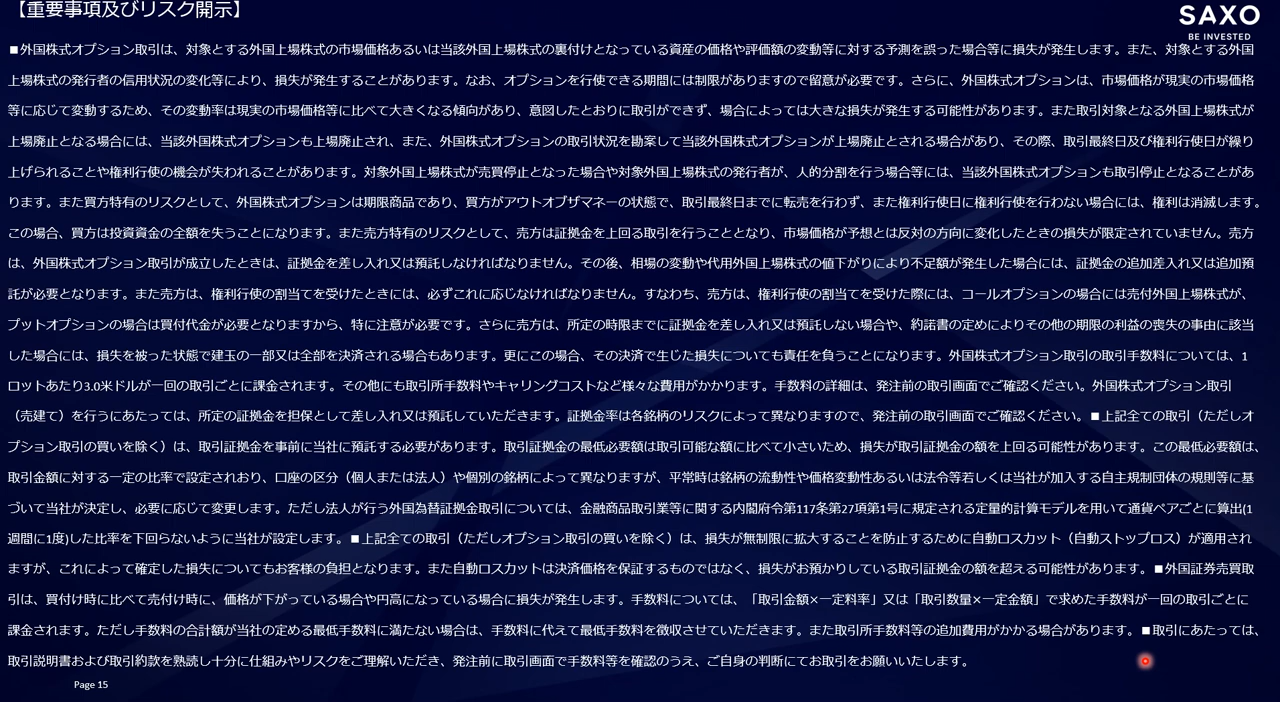 【重要事項及びリスク開示】
SAXO
BE INVESTED
■外国株式オプション取引は、対象とする外国上場株式の市場価格あるいは当該外国上場株式の裏付けとなっている資産の価格や評価額の変動等に対する予測を誤った場合等に損失が発生します。また、対象とする外国
上場株式の発行者の信用状況の変化等により、損失が発生することがあります。なお、オプションを行使できる期間には制限がありますので留意が必要です。さらに、外国株式オプションは、市場価格が現実の市場価格
等に応じて変動するため、その変動率は現実の市場価格等に比べて大きくなる傾向があり、意図したとおりに取引ができず、場合によっては大きな損失が発生する可能性があります。また取引対象となる外国上場株式が
上場廃止となる場合には、当該外国株式オプションも上場廃止され、また、外国株式オプションの取引状況を勘案して当該外国株式オプションが上場廃止とされる場合があり、その際、取引最終日及び権利行使日が繰り
上げられることや権利行使の機会が失われることがあります。対象外国上場株式が売買停止となった場合や対象外国上場株式の発行者が、人的分割を行う場合等には、当該外国株式オプションも取引停止となることがあ
ります。また買方特有のリスクとして、外国株式オプションは期限商品であり、買方がアウトオブザマネーの状態で、取引最終日までに転売を行わず、また権利行使日に権利行使を行わない場合には、権利は消滅します。
この場合、買方は投資資金の全額を失うことになります。また売方特有のリスクとして、売方は証拠金を上回る取引を行うこととなり、市場価格が予想とは反対の方向に変化したときの損失が限定されていません。売方
は、外国株式オプション取引が成立したときは、証拠金を差し入れ又は預託しなければなりません。その後、相場の変動や代用外国上場株式の値下がりにより不足額が発生した場合には、証拠金の追加差入れ又は追加預
託が必要となります。また売方は、権利行使の割当てを受けたときには、必ずこれに応じなければなりません。すなわち、売方は、権利行使の割当てを受けた際には、コールオプションの場合には売付外国上場株式が、
プットオプションの場合は買付代金が必要となりますから、特に注意が必要です。さらに売方は、所定の時限までに証拠金を差し入れ又は預託しない場合や、約諾書の定めによりその他の期限の利益の喪失の事由に該当
した場合には、損失を被った状態で建玉の一部又は全部を決済される場合もあります。更にこの場合、その決済で生じた損失についても責任を負うことになります。外国株式オプション取引の取引手数料については、1
ロットあたり3.0米ドルが一回の取引ごとに課金されます。その他にも取引所手数料やキャリングコストなど様々な費用がかかります。手数料の詳細は、発注前の取引画面でご確認ください。外国株式オプション取引
（売建て）を行うにあたっては、所定の証拠金を担保として差し入れ又は預託していただきます。証拠金率は各銘柄のリスクによって異なりますので、発注前の取引画面でご確認ください。■上記全ての取引（ただしオ
プション取引の買いを除く）は、取引証拠金を事前に当社に預託する必要があります。取引証拠金の最低必要額は取引可能な額に比べて小さいため、損失が取引証拠金の額を上回る可能性があります。この最低必要額は、
取引金額に対する一定の比率で設定されおり、口座の区分（個人または法人）や個別の銘柄によって異なりますが、平常時は銘柄の流動性や価格変動性あるいは法令等若しくは当社が加入する自主規制団体の規則等に基
づいて当社が決定し、必要に応じて変更します。ただし法人が行う外国為替証拠金取引については、金融商品取引業等に関する内閣府令第117条第27項第1号に規定される定量的計算モデルを用いて通貨ペアごとに算出(1
週間に1度)した比率を下回らないように当社が設定します。■上記全ての取引（ただしオプション取引の買いを除く）は、損失が無制限に拡大することを防止するために自動ロスカット（自動ストップロス）が適用され
ますが、これによって確定した損失についてもお客様の負担となります。また自動ロスカットは決済価格を保証するものではなく、損失がお預かりしている取引証拠金の額を超える可能性があります。■外国証券売買取
引は、買付け時に比べて売付け時に、価格が下がっている場合や円高になっている場合に損失が発生します。手数料については、「取引金額×一定料率」又は「取引数量×一定金額」で求めた手数料が一回の取引ごとに
課金されます。ただし手数料の合計額が当社の定める最低手数料に満たない場合は、手数料に代えて最低手数料を徴収させていただきます。また取引所手数料等の追加費用がかかる場合があります。■取引にあたっては、
取引説明書および取引約款を熟読し十分に仕組みやリスクをご理解いただき、発注前に取引画面で手数料等を確認のうえ、ご自身の判断にてお取引をお願いいたします。
Page 15